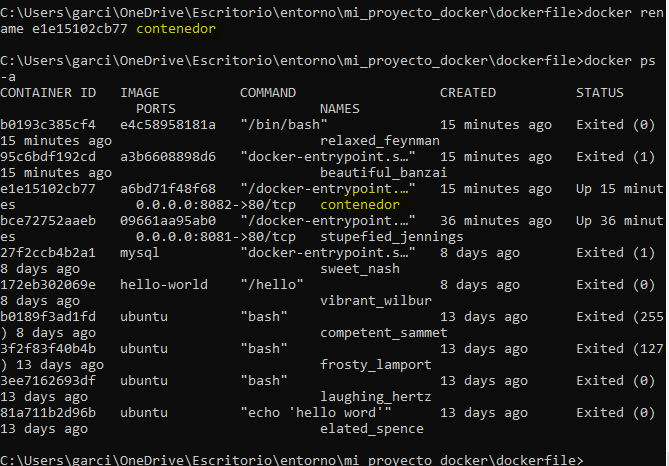 C:\Users\garci\OneDrive\Escritorio\entorno\mi_proyecto_docker\dockerfile>docker ren
ame e1e15102cb77 contenedor
C:\Users\garci\OneDrive\Escritorio\entorno\mi_proyecto_docker\dockerfile>docker ps
-a
CONTAINER ID   IMAGE          COMMAND                  CREATED          STATUS
                 PORTS                  NAMES
b0193c385cf4   e4c58958181a   "/bin/bash"              15 minutes ago   Exited (0)
15 minutes ago                          relaxed_feynman
95c6bdf192cd   a3b6608898d6   "docker-entrypoint.s…"   15 minutes ago   Exited (1)
15 minutes ago                          beautiful_banzai
e1e15102cb77   a6bd71f48f68   "/docker-entrypoint.…"   15 minutes ago   Up 15 minut
es               0.0.0.0:8082->80/tcp   contenedor
bce72752aaeb   09661aa95ab0   "/docker-entrypoint.…"   36 minutes ago   Up 36 minut
es               0.0.0.0:8081->80/tcp   stupefied_jennings
27f2ccb4b2a1   mysql          "docker-entrypoint.s…"   8 days ago       Exited (1)
8 days ago                              sweet_nash
172eb302069e   hello-world    "/hello"                 8 days ago       Exited (0)
8 days ago                              vibrant_wilbur
b0189f3ad1fd   ubuntu         "bash"                   13 days ago      Exited (255
) 8 days ago                            competent_sammet
3f2f83f40b4b   ubuntu         "bash"                   13 days ago      Exited (127
) 13 days ago                           frosty_lamport
3ee7162693df   ubuntu         "bash"                   13 days ago      Exited (0)
13 days ago                             laughing_hertz
81a711b2d96b   ubuntu         "echo 'hello word'"      13 days ago      Exited (0)
13 days ago                             elated_spence
C:\Users\garci\OneDrive\Escritorio\entorno\mi_proyecto_docker\dockerfile>